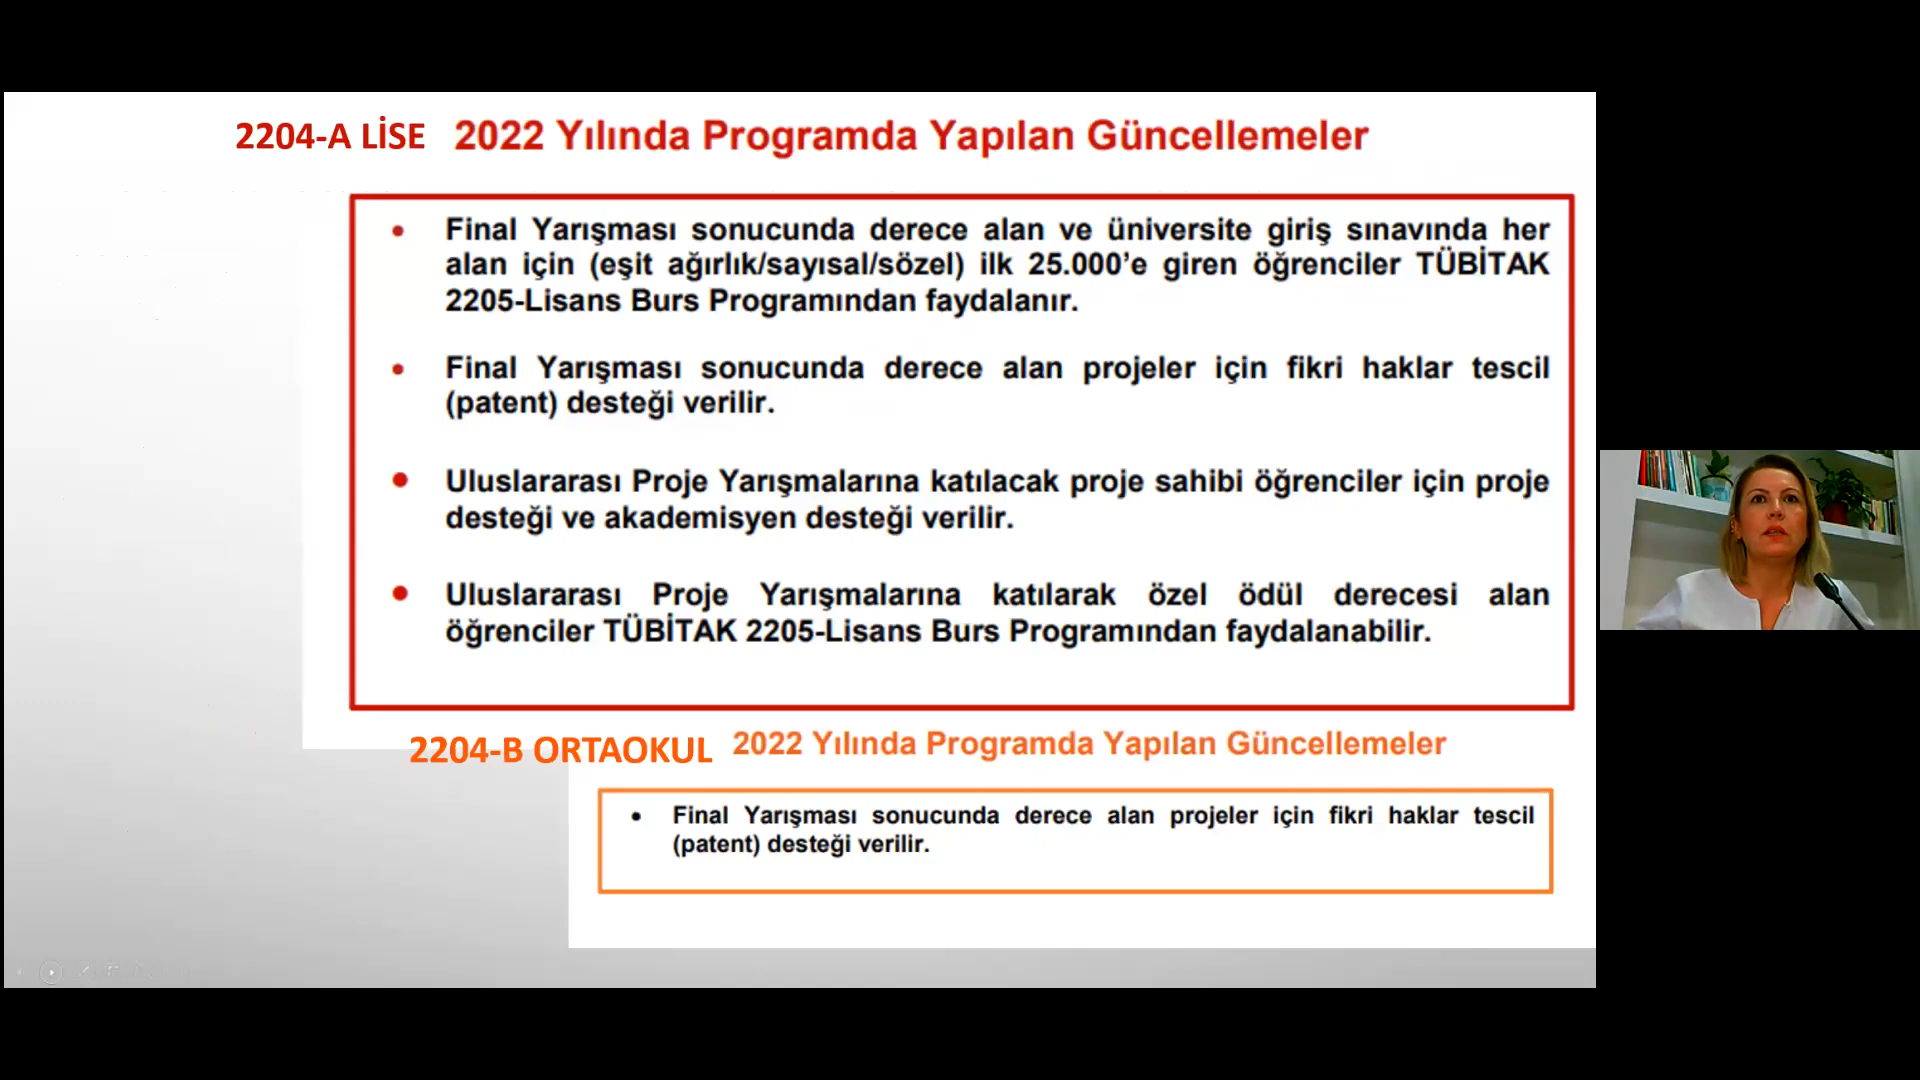 2204-A LİSE 2022 Yılında Programda Yapılan Güncellemeler
• Final Yarışması sonucunda derece alan ve üniversite giriş sınavında her
alan için (eşit ağırlık/sayısal/sözel) ilk 25.000’e giren öğrenciler TÜBİTAK
2205-Lisans Burs Programından faydalanır.
• Final Yarışması sonucunda derece alan projeler için fikri haklar tescil
(patent) desteği verilir.
• Uluslararası Proje Yarışmalarına katılacak proje sahibi öğrenciler için proje
desteği ve akademisyen desteği verilir.
• Uluslararası Proje Yarışmalarına katılarak özel ödül derecesi alan
öğrenciler TÜBİTAK 2205-Lisans Burs Programından faydalanabilir.
2204-B ORTAOKUL 2022 Yılında Programda Yapılan Güncellemeler
• Final Yarışması sonucunda derece alan projeler için fikri haklar tescil
(patent) desteği verilir.